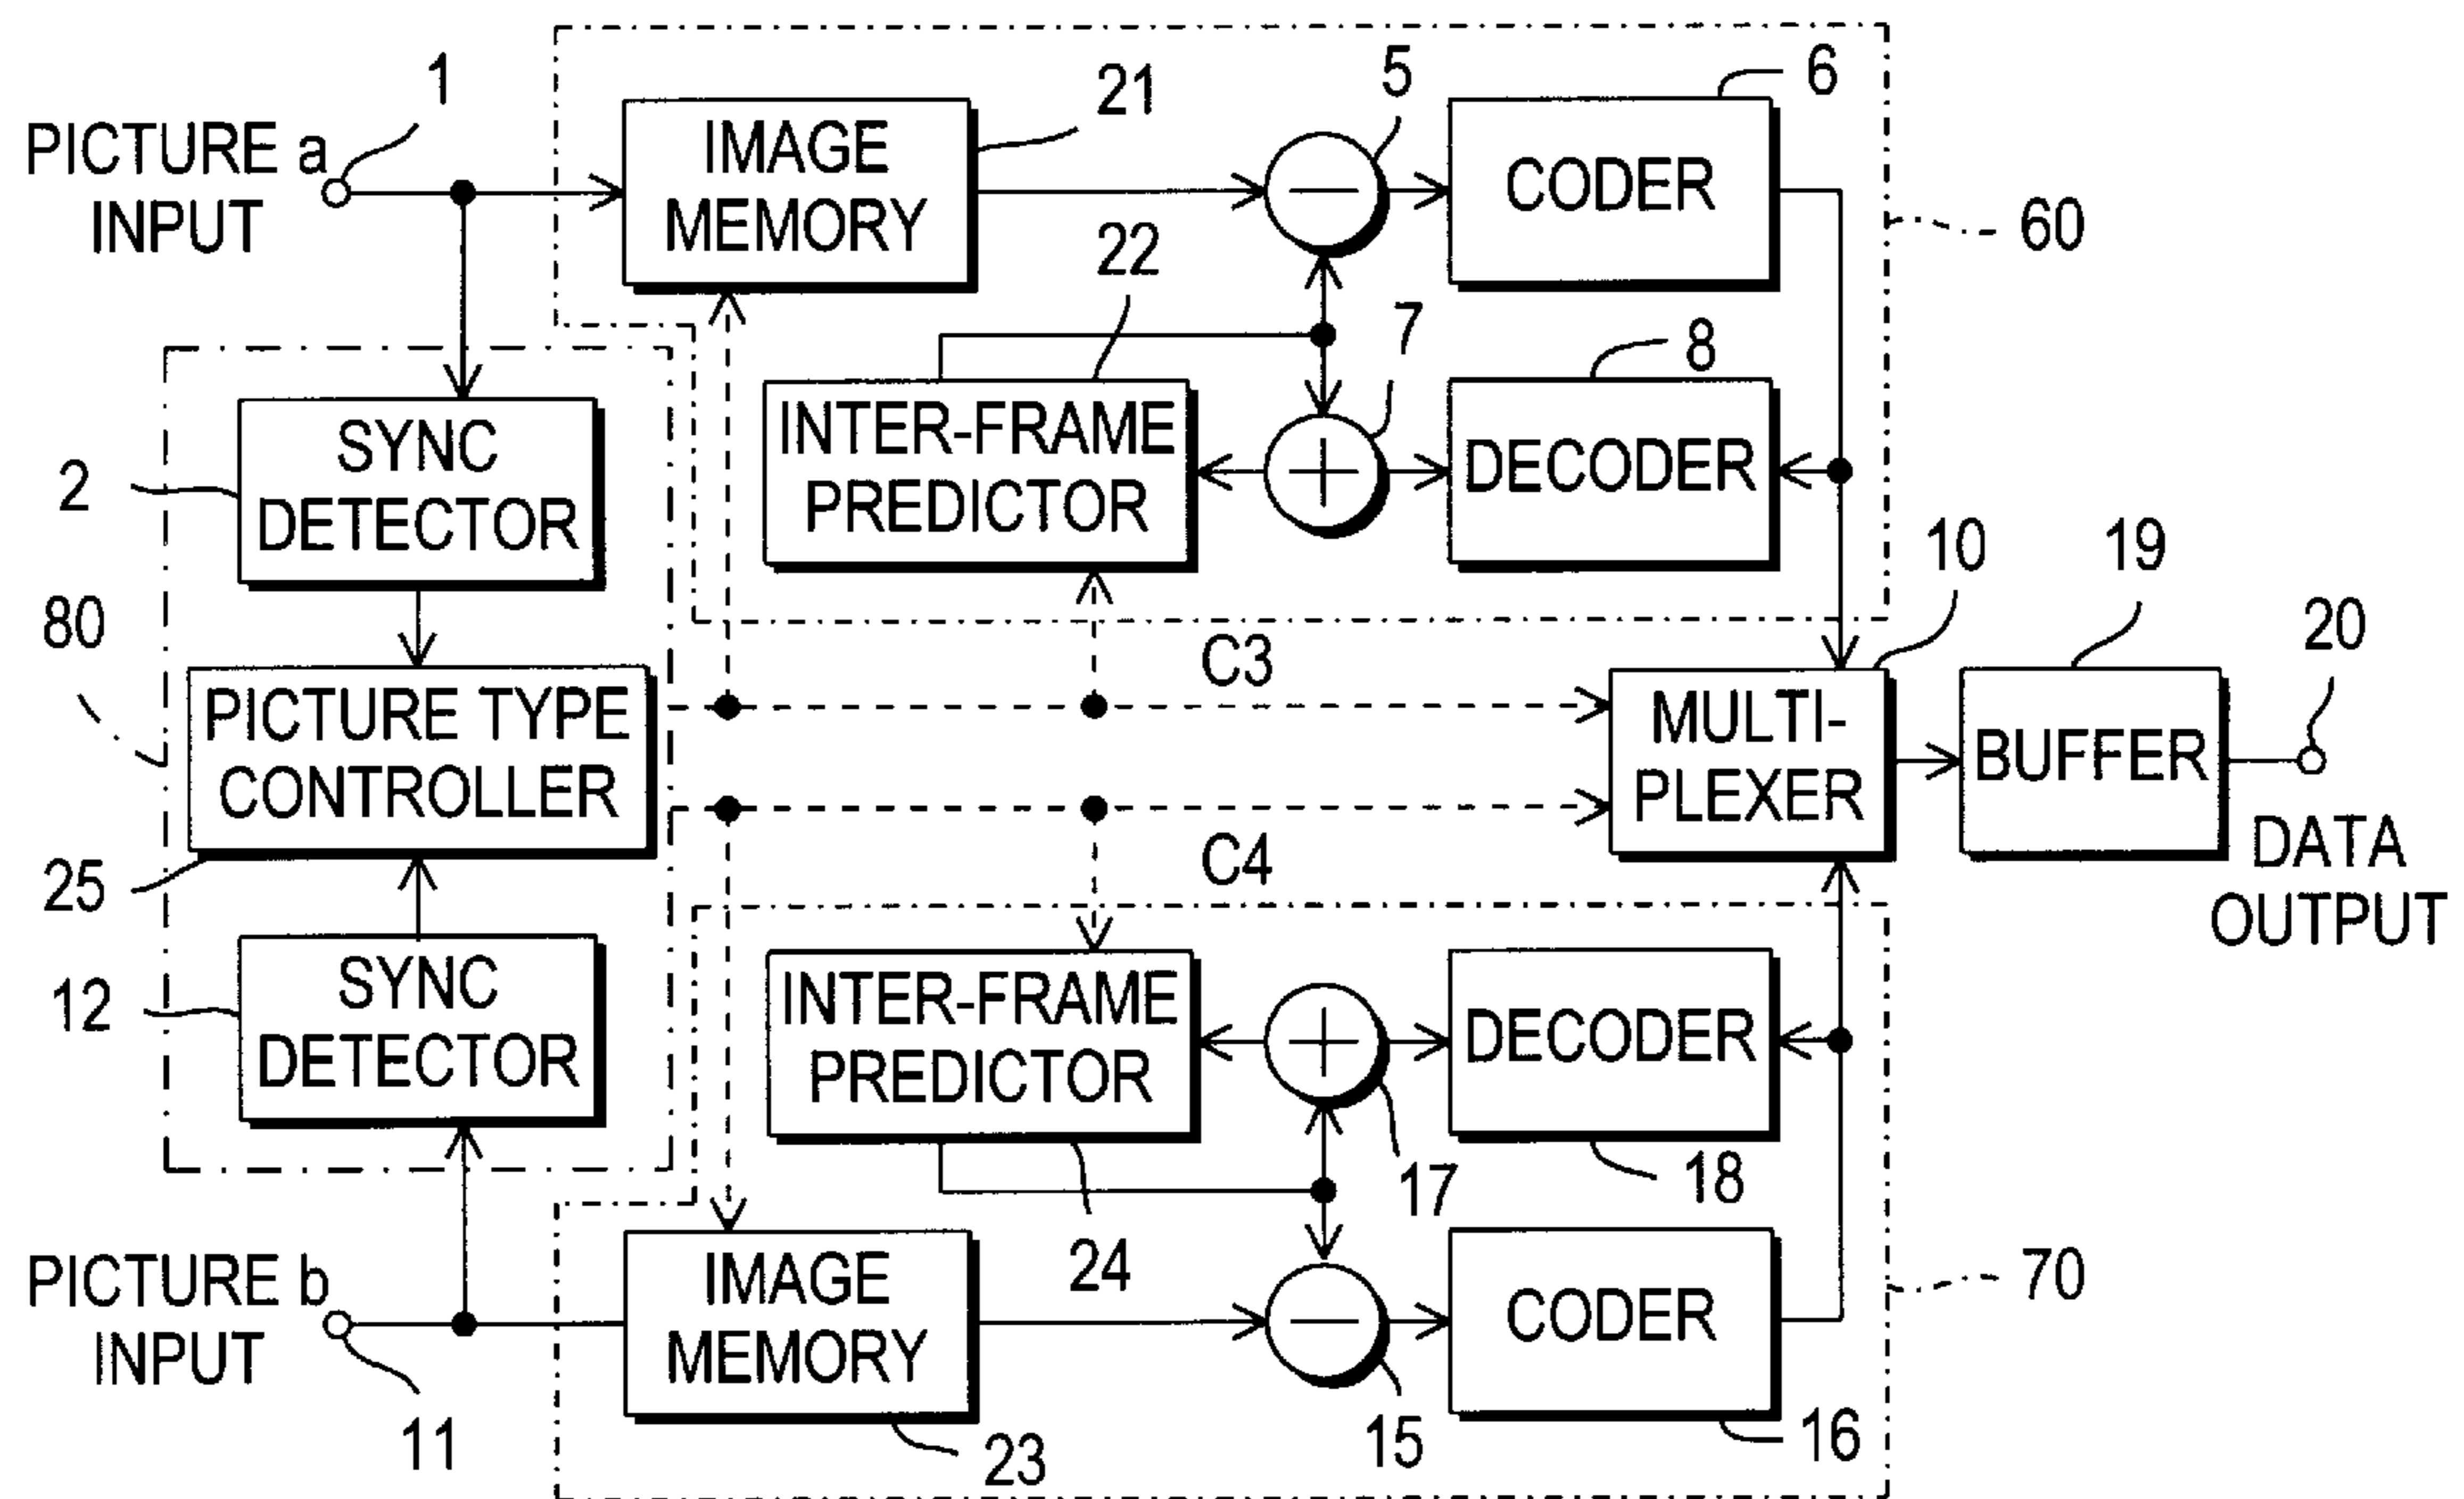 1
21
5
6
PICTURE a
INPUT
IMAGE
MEMORY
CODER
60
22
7
8
SYNC
DETECTOR
2
INTER-FRAME
PREDICTOR
DECODER
10
19
20
80
C3
PICTURE TYPE
CONTROLLER
MULTI-
PLEXER
BUFFER
DATA
OUTPUT
25
C4
12
SYNC
DETECTOR
INTER-FRAME
PREDICTOR
DECODER
17
18
24
70
PICTURE b
INPUT
IMAGE
MEMORY
CODER
11
23
15
16